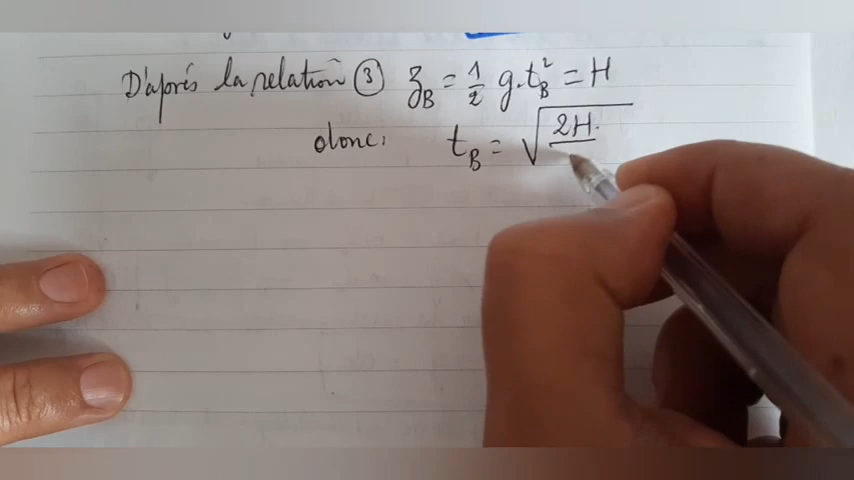 D'après la relation ③ z_B = 1/2 g.t_B² = H
donc, t_B = √2H.